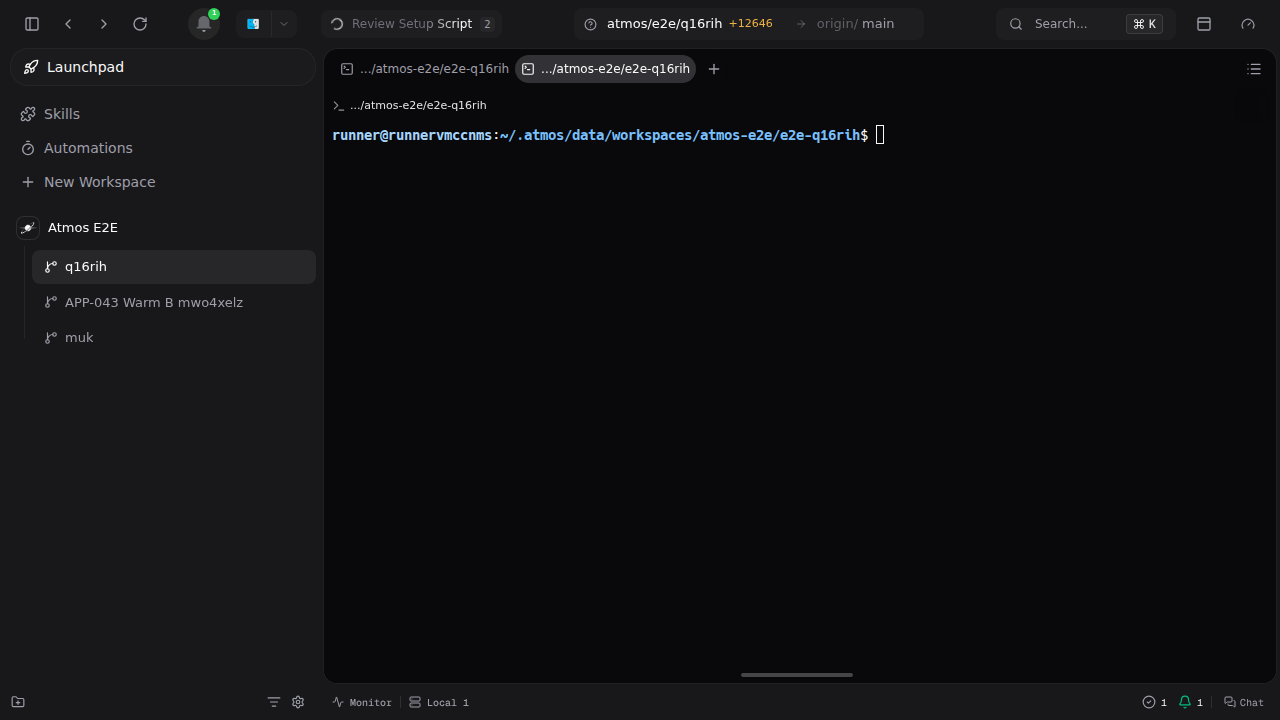 1
Review Setup Script 2
atmos/e2e/q16rih +12646 → origin/ main
Search... ⌘ K
Launchpad
.../atmos-e2e/e2e-q16rih
.../atmos-e2e/e2e-q16rih
.../atmos-e2e/e2e-q16rih
Skills
runner@runnervmccnms:~/.atmos/data/workspaces/atmos-e2e/e2e-q16rih$
Automations
New Workspace
Atmos E2E
q16rih
APP-043 Warm B mwo4xelz
muk
Monitor
Local 1
1
1
Chat